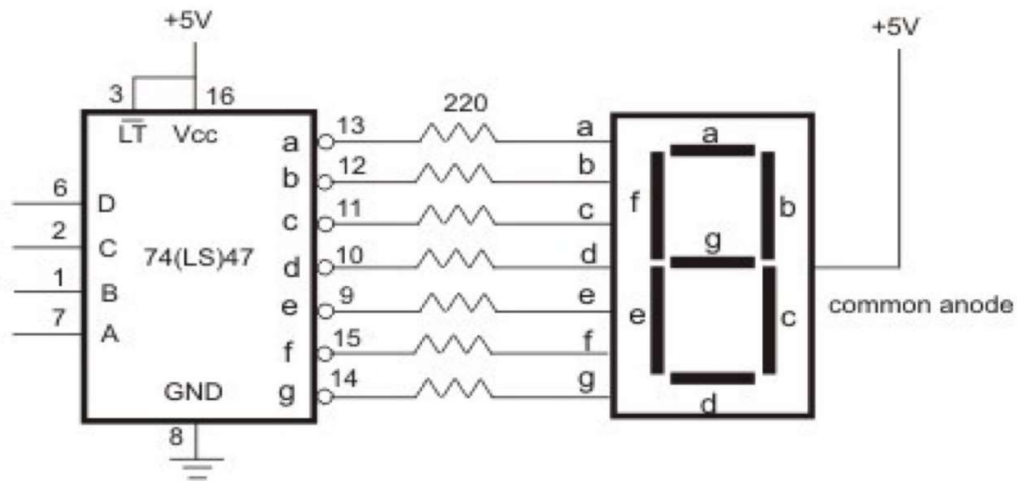 +5V
+5V
3 16
220
LT Vcc
a 13 a
b 12 b
c 11 c
d 10 d
e 9 e
f 15 f
g 14 g
6 D
2 C
1 B
7 A
74(LS)47
GND
8
a
f b
g
e c
d
common anode